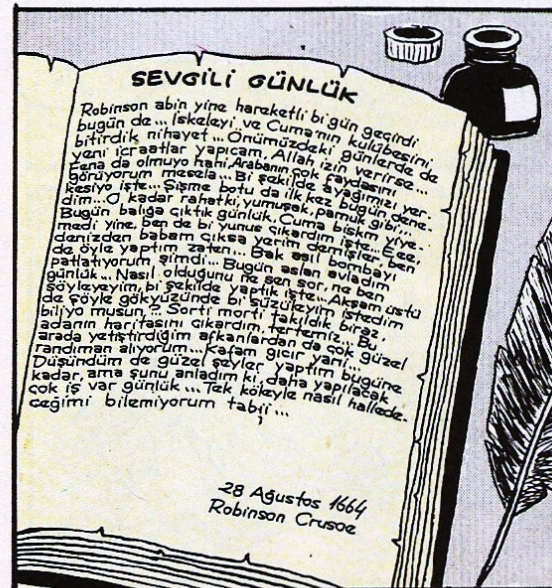 SEVGİLİ GÜNLÜK
Robinson abin yine hareketli bi gün geçirdi
bugün de... İskeleyi ve Cuma'nın kulübesini
bitirdik nihayet... Önümüzdeki günlerde de
yeni icraatlar yapıcam, Allah izin verirse...
Fena da olmuyo hani, Arabanın çok faydasını
görüyorum mesela... Bi şekilde ayağımızı yer-
kesiyo işte... Şişme botu da ilk kez bugün dene-
dim... O kadar rahatki, yumuşak, pamuk gibi...
Bugün balığa çıktık günlük. Cuma biskm yiye-
medi yine, ben de bi yunus çıkardım işte... Eee,
denizden babam çıksa yerim demişler, ben
de öyle yaptım zaten... Bak asıl bombayı
patlatıyorum şimdi... Bugün aslan avladım
günlük... Nasıl olduğunu ne sen sor, ne ben
söyleyeyim, bi şekilde yaptık işte... Akşam üstü
de şöyle gökyüzünde bi süzüleyim istedim
biliyo musun,? Sorti morti takıldık biraz,
adanın haritasını çıkardım, tertemiz... Bu
arada yetiştirdiğim afkanlardan da çok güzel
randıman alıyorum... Kafam gıcır yani...
Düşündüm de güzel şeyler yaptım bugüne
kadar, ama şunu anladım ki, daha yapılacak
çok iş var günlük... Tek köleyle nasıl hallede-
ceğimi bilemiyorum tabii...
28 Ağustos 1664
Robinson Crusoe